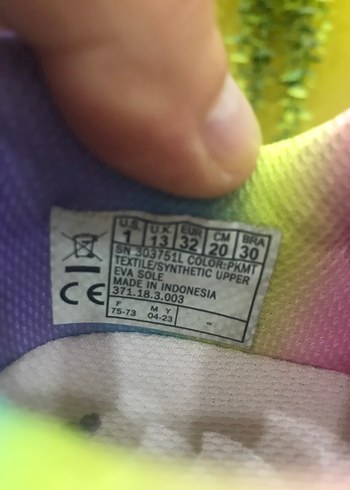 U.S. U.K. EUR CM BRA
1 13 32 20 30
SN 303751L COLOR:PKMT
TEXTILE/SYNTHETIC UPPER
EVA SOLE
MADE IN INDONESIA
371.18.3.003
CE
F M Y
75-73 04-23 -